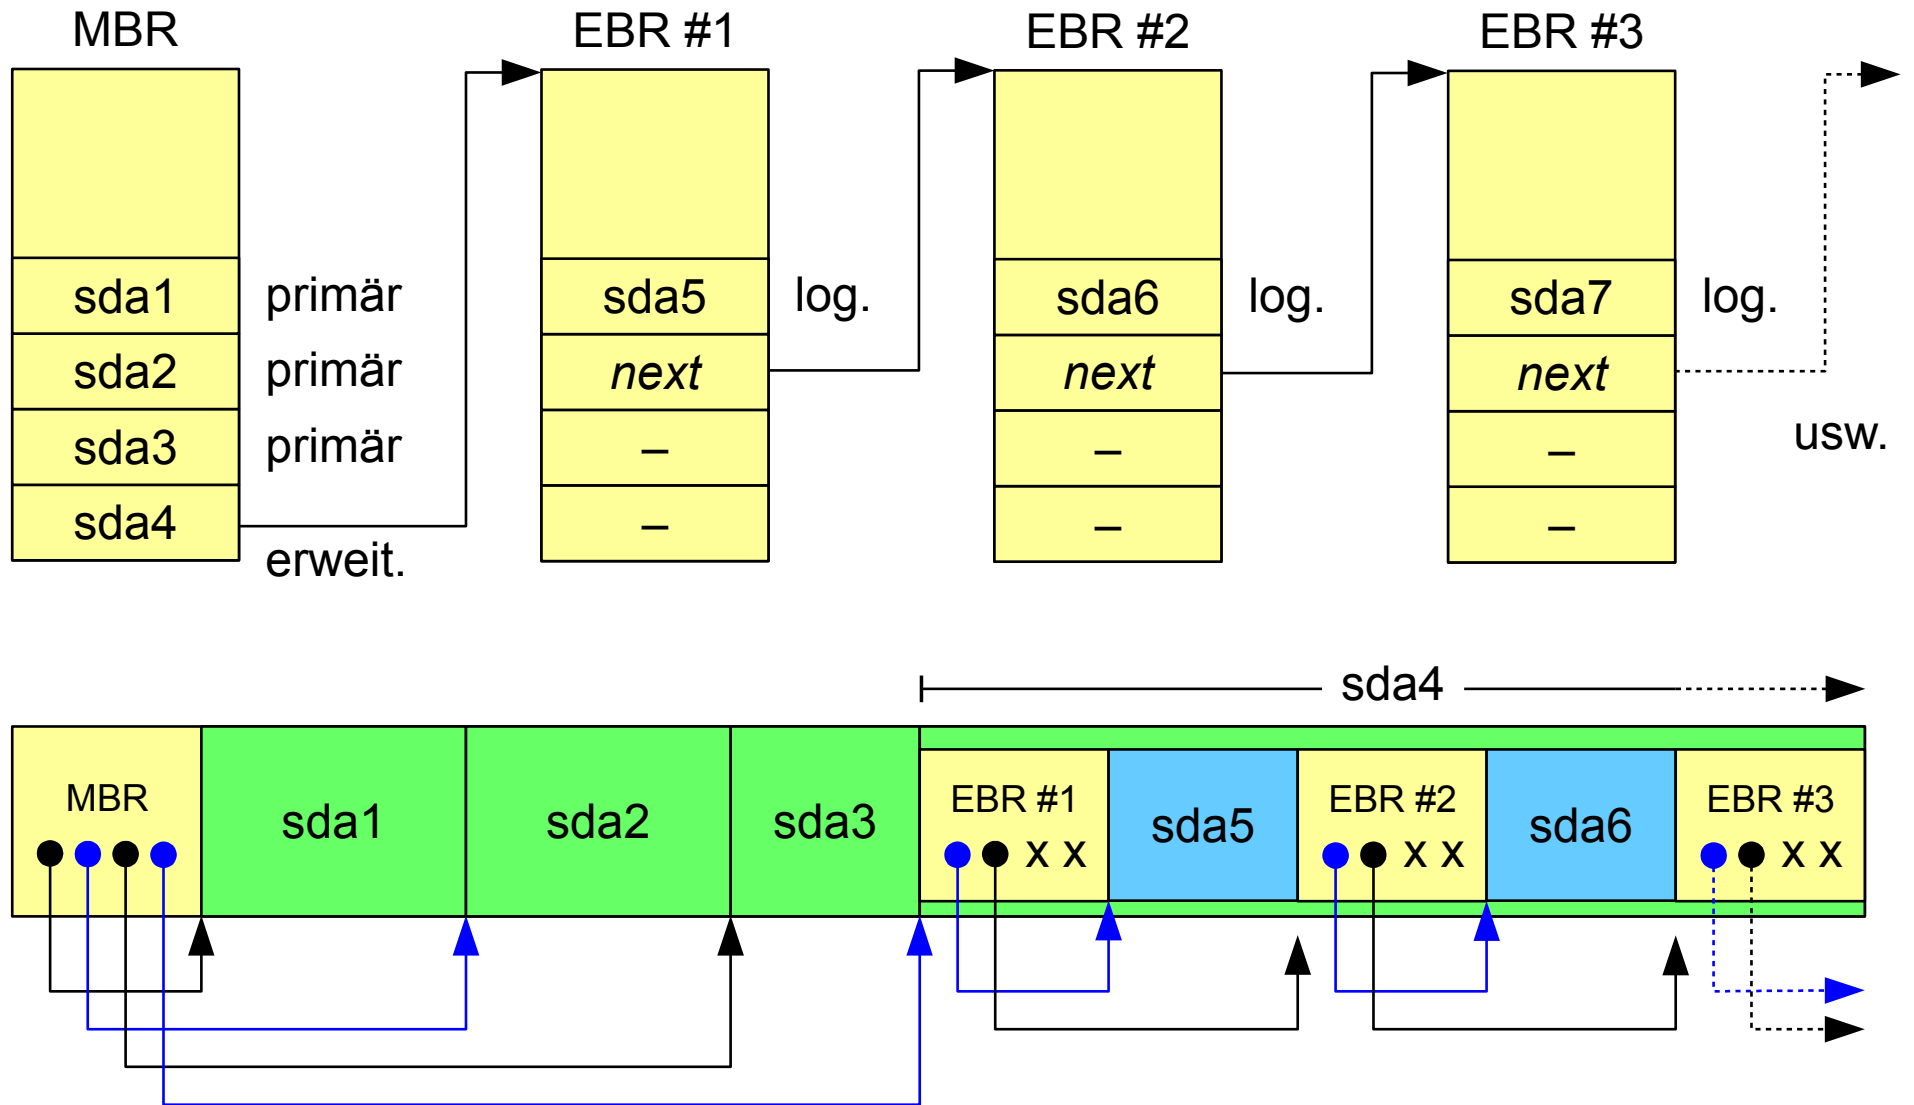 MBR EBR #1 EBR #2 EBR #3
sda1 primär sda5 log. sda6 log. sda7 log.
sda2 primär next next next
sda3 primär – – – usw.
sda4 – – –
erweit.
sda4
MBR EBR #1 EBR #2 EBR #3
sda1 sda2 sda3 sda5 sda6
x x x x x x